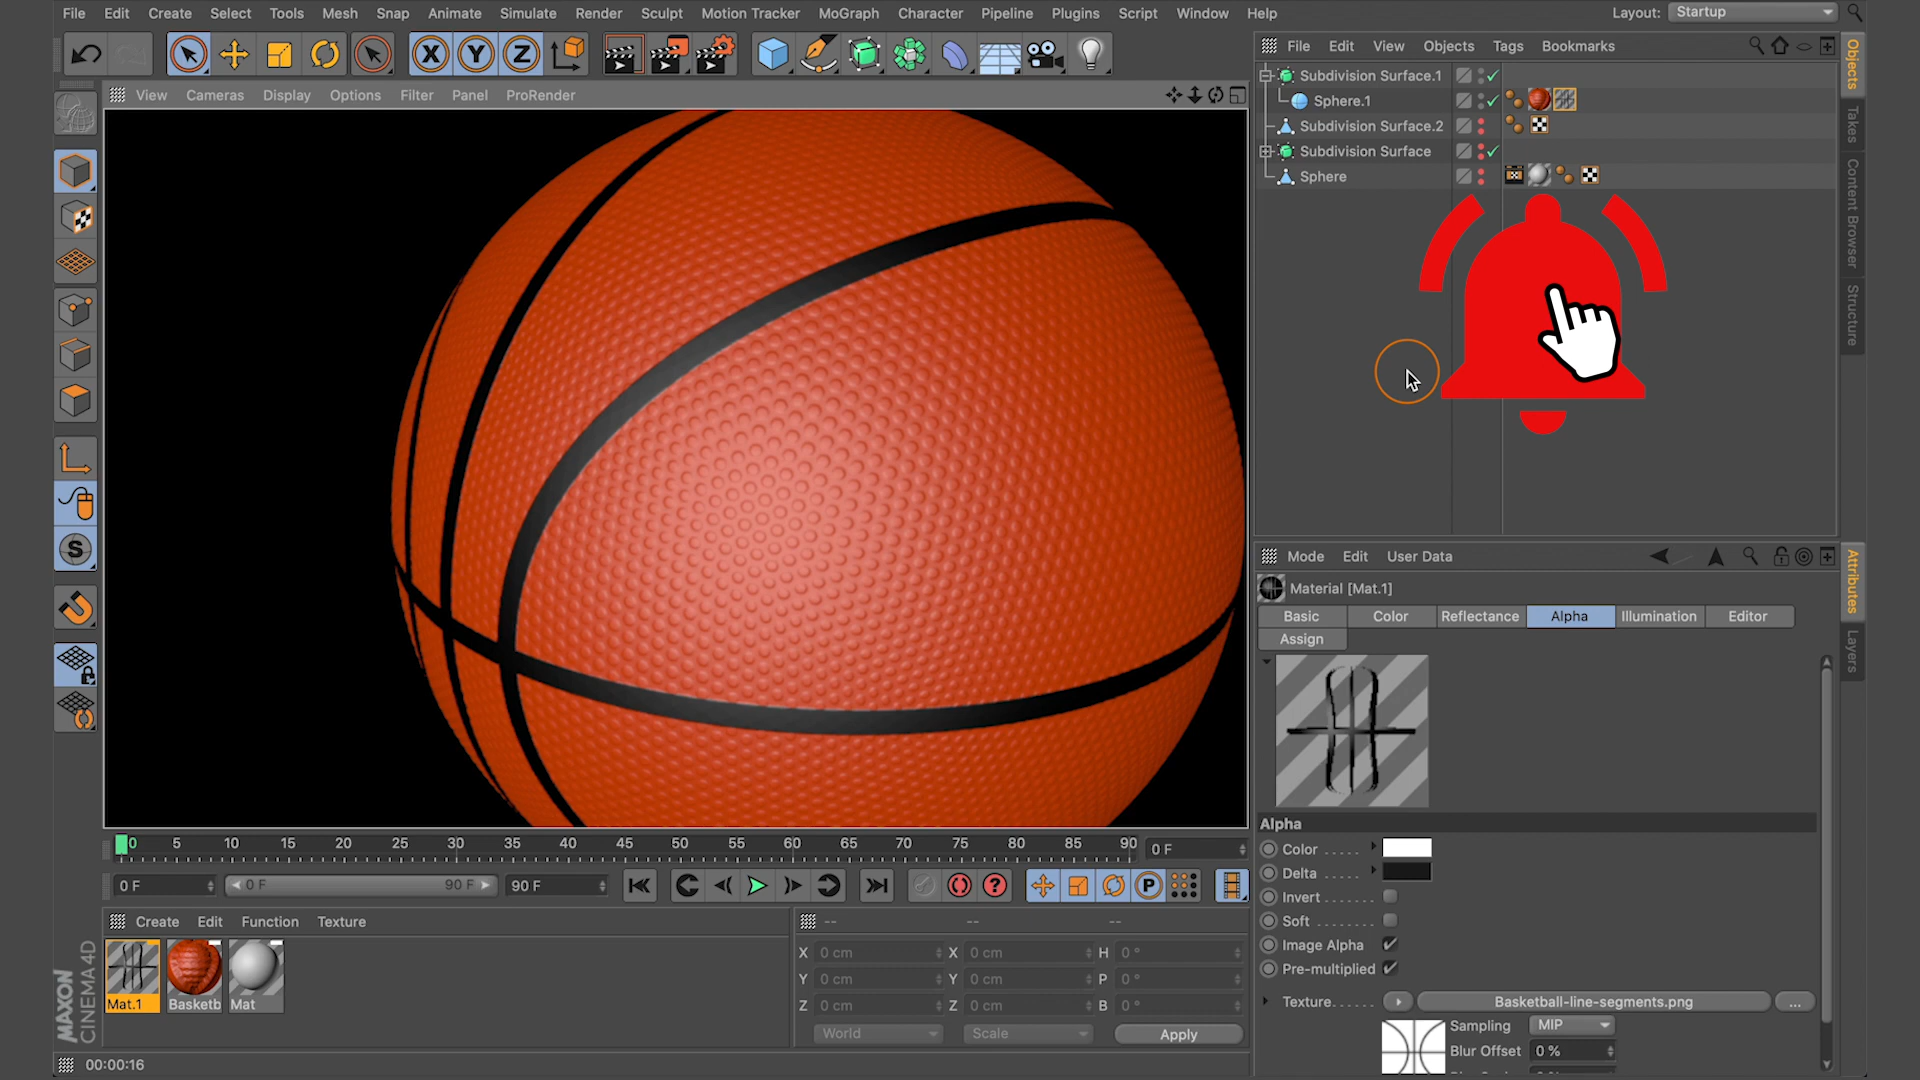 File Edit Create Select Tools Mesh Snap Animate Simulate Render Sculpt Motion Tracker MoGraph Character Pipeline Plugins Script Window Help
Layout: Startup
X Y Z
File Edit View Objects Tags Bookmarks
View Cameras Display Options Filter Panel ProRender
Subdivision Surface.1
Sphere.1
Subdivision Surface.2
Subdivision Surface
Sphere
Objects
Takes
Content Browser
Structure
S
Mode Edit User Data
Material [Mat.1]
Basic Color Reflectance Alpha Illumination Editor
Assign
Attributes
Layers
Alpha
Color
Delta
Invert
Soft
Image Alpha
Pre-multiplied
Texture Basketball-line-segments.png ...
Sampling MIP
Blur Offset 0 %
0 5 10 15 20 25 30 35 40 45 50 55 60 65 70 75 80 85 90 0 F
0 F 0 F 90 F 90 F ? P
Create Edit Function Texture
Mat.1 Basketb Mat
-- -- --
X 0 cm X 0 cm H 0 °
Y 0 cm Y 0 cm P 0 °
Z 0 cm Z 0 cm B 0 °
World Scale Apply
MAXON
CINEMA4D
00:00:16